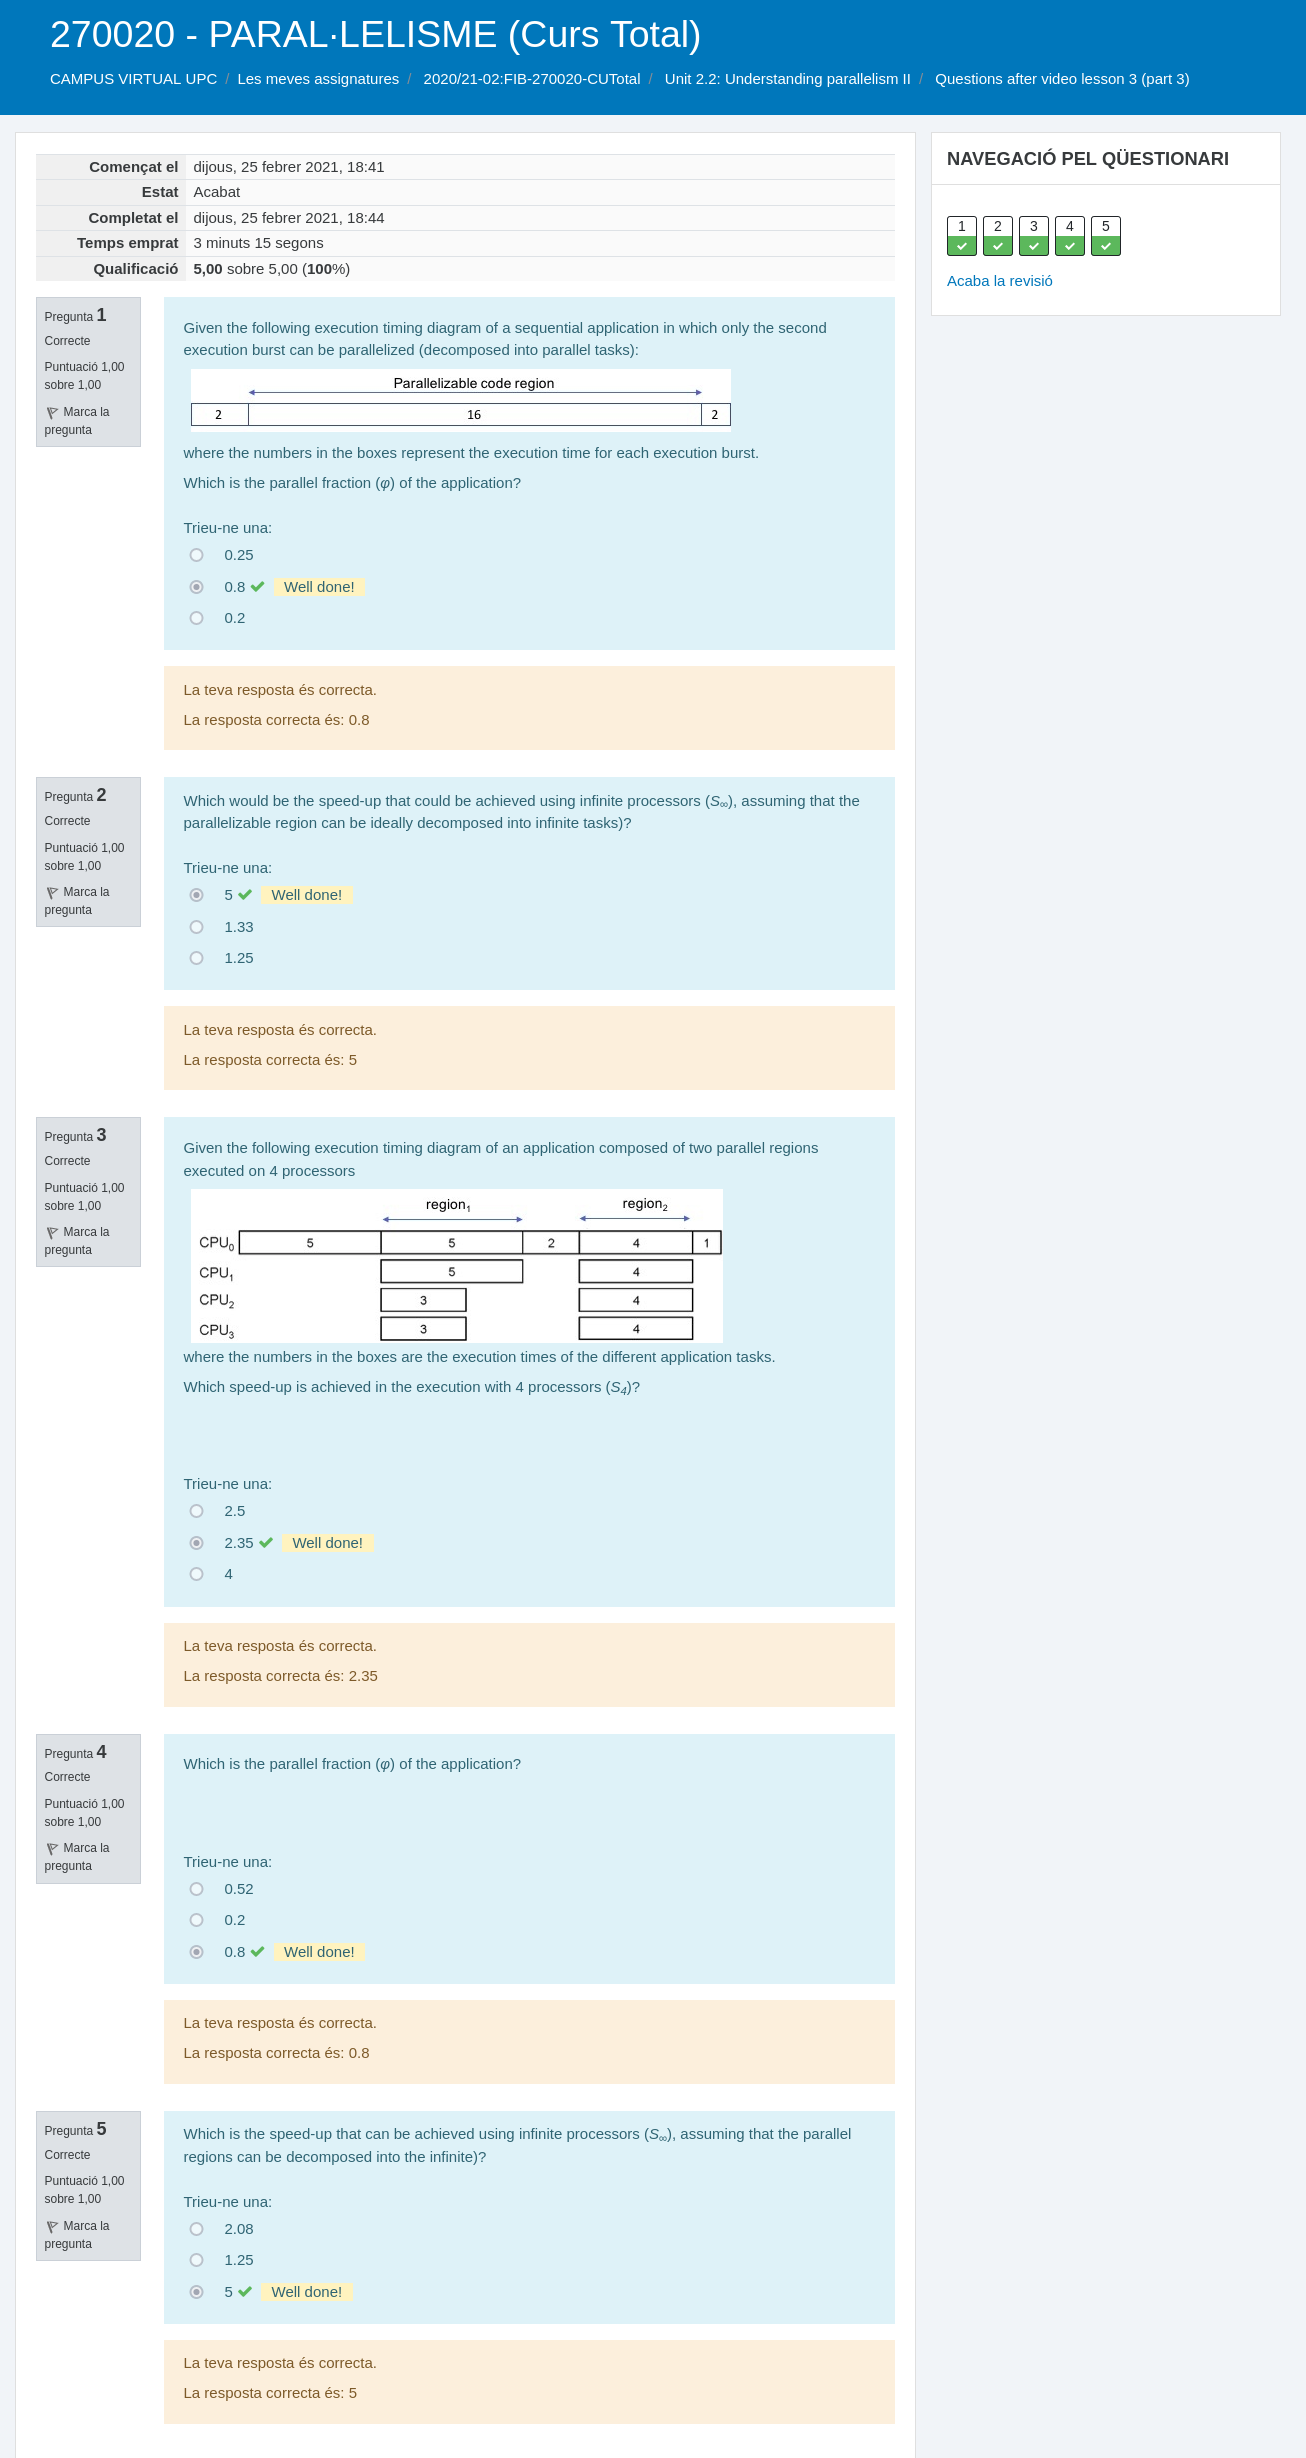 270020 - PARAL·LELISME (Curs Total)
CAMPUS VIRTUAL UPC / Les meves assignatures / 2020/21-02:FIB-270020-CUTotal / Unit 2.2: Understanding parallelism II / Questions after video lesson 3 (part 3)
Començat el dijous, 25 febrer 2021, 18:41
Estat Acabat
Completat el dijous, 25 febrer 2021, 18:44
Temps emprat 3 minuts 15 segons
Qualificació 5,00 sobre 5,00 (100%)
NAVEGACIÓ PEL QÜESTIONARI
1 2 3 4 5
Acaba la revisió
Pregunta 1
Correcte
Puntuació 1,00
sobre 1,00
Marca la
pregunta
Given the following execution timing diagram of a sequential application in which only the second
execution burst can be parallelized (decomposed into parallel tasks):
Parallelizable code region
2 16 2
where the numbers in the boxes represent the execution time for each execution burst.
Which is the parallel fraction (φ) of the application?
Trieu-ne una:
0.25
0.8 Well done!
0.2
La teva resposta és correcta.
La resposta correcta és: 0.8
Pregunta 2
Correcte
Puntuació 1,00
sobre 1,00
Marca la
pregunta
Which would be the speed-up that could be achieved using infinite processors (S∞), assuming that the
parallelizable region can be ideally decomposed into infinite tasks)?
Trieu-ne una:
5 Well done!
1.33
1.25
La teva resposta és correcta.
La resposta correcta és: 5
Pregunta 3
Correcte
Puntuació 1,00
sobre 1,00
Marca la
pregunta
Given the following execution timing diagram of an application composed of two parallel regions
executed on 4 processors
region1 region2
CPU0 5 5 2 4 1
CPU1 5 4
CPU2 3 4
CPU3 3 4
where the numbers in the boxes are the execution times of the different application tasks.
Which speed-up is achieved in the execution with 4 processors (S4)?
Trieu-ne una:
2.5
2.35 Well done!
4
La teva resposta és correcta.
La resposta correcta és: 2.35
Pregunta 4
Correcte
Puntuació 1,00
sobre 1,00
Marca la
pregunta
Which is the parallel fraction (φ) of the application?
Trieu-ne una:
0.52
0.2
0.8 Well done!
La teva resposta és correcta.
La resposta correcta és: 0.8
Pregunta 5
Correcte
Puntuació 1,00
sobre 1,00
Marca la
pregunta
Which is the speed-up that can be achieved using infinite processors (S∞), assuming that the parallel
regions can be decomposed into the infinite)?
Trieu-ne una:
2.08
1.25
5 Well done!
La teva resposta és correcta.
La resposta correcta és: 5